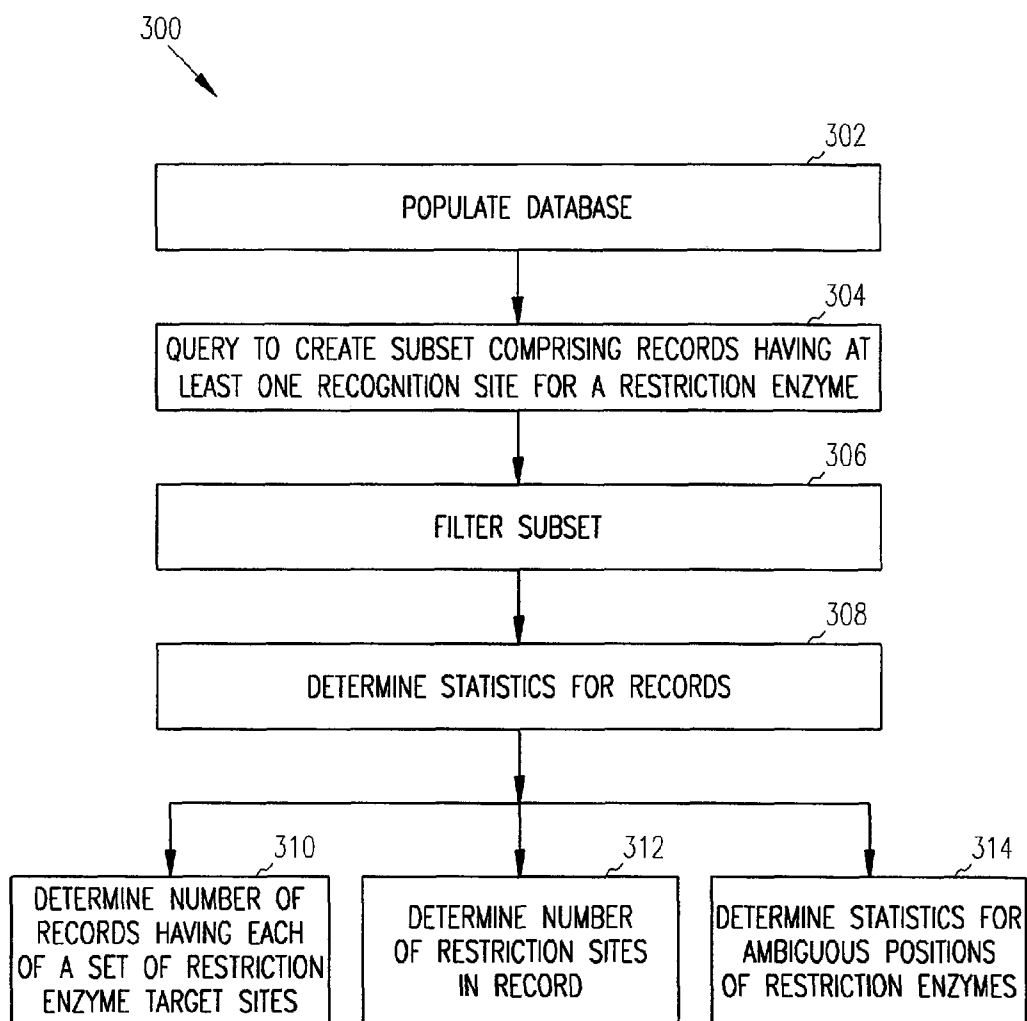 300
302
POPULATE DATABASE
304
QUERY TO CREATE SUBSET COMPRISING RECORDS HAVING AT
LEAST ONE RECOGNITION SITE FOR A RESTRICTION ENZYME
306
FILTER SUBSET
308
DETERMINE STATISTICS FOR RECORDS
310
DETERMINE NUMBER OF
RECORDS HAVING EACH
OF A SET OF RESTRICTION
ENZYME TARGET SITES
312
DETERMINE NUMBER
OF RESTRICTION SITES
IN RECORD
314
DETERMINE STATISTICS FOR
AMBIGUOUS POSITIONS
OF RESTRICTION ENZYMES